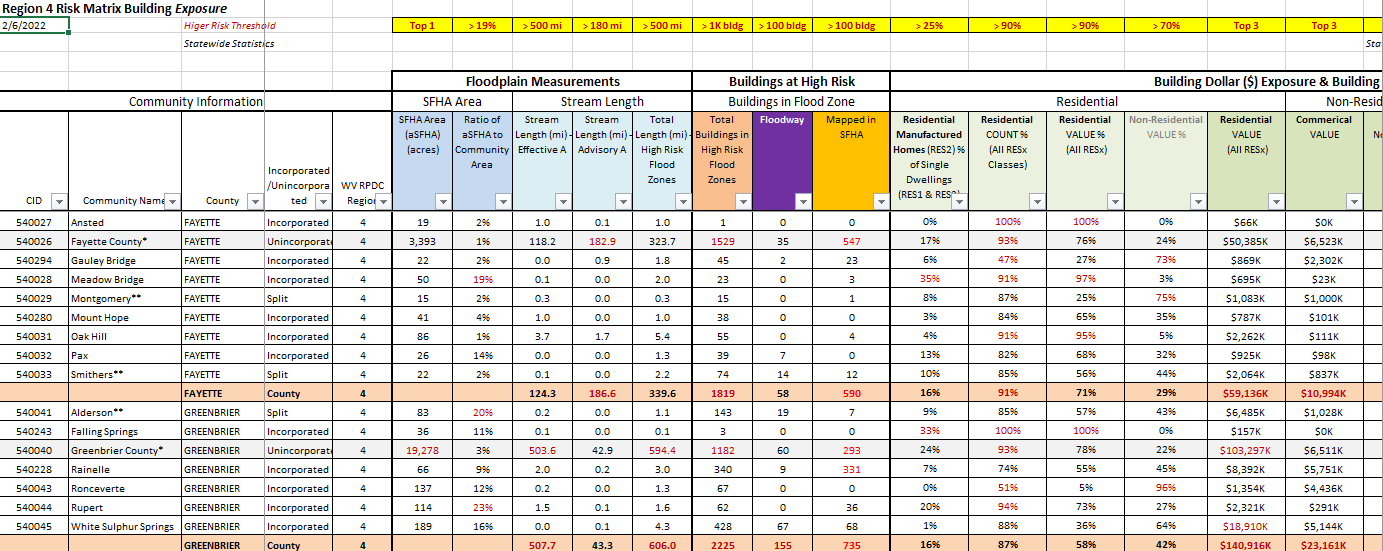 Region 4 Risk Matrix Building Exposure
2/6/2022 Higer Risk Threshold Top 1 > 19% > 500 mi > 180 mi > 500 mi > 1K bldg > 100 bldg > 100 bldg > 25% > 90% > 90% > 70% Top 3 Top 3
Statewide Statistics Sta
Floodplain Measurements Buildings at High Risk Building Dollar ($) Exposure & Building
Community Information SFHA Area Stream Length Buildings in Flood Zone Residential Non-Resid
SFHA Area Ratio of Stream Stream Total Total Floodway Mapped in Residential Residential Residential Non-Residential Residential Commerical
(aSFHA) aSFHA to Length (mi) - Length (mi) - Length (mi) - Buildings in SFHA Manufactured COUNT % VALUE % VALUE % VALUE VALUE
(acres) Community Effective A Advisory A High Risk High Risk Homes (RES2) % (All RESx (All RESx) (All RESx)
Area Flood Flood of Single Classes)
Incorporated Zones Zones Dwellings
/Unincorpora WV RPDC (RES1 & RES2)
CID Community Name County ted Region
540027 Ansted FAYETTE Incorporated 4 19 2% 1.0 0.1 1.0 1 0 0 0% 100% 100% 0% $66K $0K
540026 Fayette County* FAYETTE Unincorporat 4 3,393 1% 118.2 182.9 323.7 1529 35 547 17% 93% 76% 24% $50,385K $6,523K
540294 Gauley Bridge FAYETTE Incorporated 4 22 2% 0.0 0.9 1.8 45 2 23 6% 47% 27% 73% $869K $2,302K
540028 Meadow Bridge FAYETTE Incorporated 4 50 19% 0.1 0.0 2.0 23 0 3 35% 91% 97% 3% $695K $23K
540029 Montgomery** FAYETTE Split 4 15 2% 0.3 0.0 0.3 15 0 1 8% 87% 25% 75% $1,083K $1,000K
540280 Mount Hope FAYETTE Incorporated 4 41 4% 1.0 0.0 1.0 38 0 0 3% 84% 65% 35% $787K $101K
540031 Oak Hill FAYETTE Incorporated 4 86 1% 3.7 1.7 5.4 55 0 4 4% 91% 95% 5% $2,262K $111K
540032 Pax FAYETTE Incorporated 4 26 14% 0.0 0.0 1.3 39 7 0 13% 82% 68% 32% $925K $98K
540033 Smithers** FAYETTE Split 4 22 2% 0.1 0.0 2.2 74 14 12 10% 85% 56% 44% $2,064K $837K
FAYETTE County 4 124.3 186.6 339.6 1819 58 590 16% 91% 71% 29% $59,136K $10,994K
540041 Alderson** GREENBRIER Split 4 83 20% 0.2 0.0 1.1 143 19 7 9% 85% 57% 43% $6,485K $1,028K
540243 Falling Springs GREENBRIER Incorporated 4 36 11% 0.1 0.0 0.1 3 0 0 33% 100% 100% 0% $157K $0K
540040 Greenbrier County* GREENBRIER Unincorporat 4 19,278 3% 503.6 42.9 594.4 1182 60 293 24% 93% 78% 22% $103,297K $6,511K
540228 Rainelle GREENBRIER Incorporated 4 66 9% 2.0 0.2 3.0 340 9 331 7% 74% 55% 45% $8,392K $5,751K
540043 Ronceverte GREENBRIER Incorporated 4 137 12% 0.2 0.0 1.3 67 0 0 0% 51% 5% 96% $1,354K $4,436K
540044 Rupert GREENBRIER Incorporated 4 114 23% 1.5 0.1 1.6 62 0 36 20% 94% 73% 27% $2,321K $291K
540045 White Sulphur Springs GREENBRIER Incorporated 4 189 16% 0.0 0.1 4.3 428 67 68 1% 88% 36% 64% $18,910K $5,144K
GREENBRIER County 4 507.7 43.3 606.0 2225 155 735 16% 87% 58% 42% $140,916K $23,161K